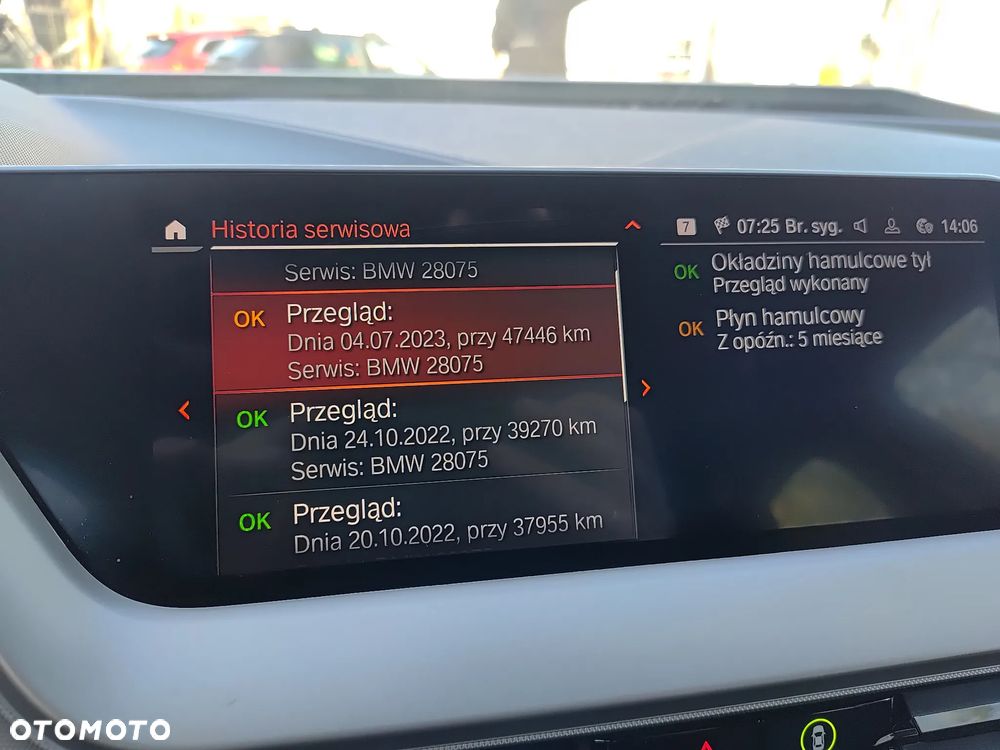 Historia serwisowa
7 07:25 Br. syg. 14:06
Serwis: BMW 28075
OK Przegląd:
Dnia 04.07.2023, przy 47446 km
Serwis: BMW 28075
OK Przegląd:
Dnia 24.10.2022, przy 39270 km
Serwis: BMW 28075
OK Przegląd:
Dnia 20.10.2022, przy 37955 km
OK Okładziny hamulcowe tył
Przegląd wykonany
OK Płyn hamulcowy
Z opóźn.: 5 miesiące
OTOMOTO